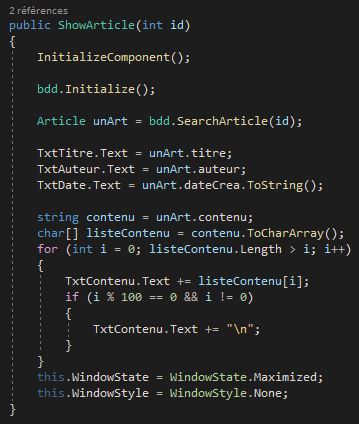 2 références
public ShowArticle(int id)
{
InitializeComponent();
bdd.Initialize();
Article unArt = bdd.SearchArticle(id);
TxtTitre.Text = unArt.titre;
TxtAuteur.Text = unArt.auteur;
TxtDate.Text = unArt.dateCrea.ToString();
string contenu = unArt.contenu;
char[] listeContenu = contenu.ToCharArray();
for (int i = 0; listeContenu.Length > i; i++)
{
TxtContenu.Text += listeContenu[i];
if (i % 100 == 0 && i != 0)
{
TxtContenu.Text += "\n";
}
}
this.WindowState = WindowState.Maximized;
this.WindowStyle = WindowStyle.None;
}